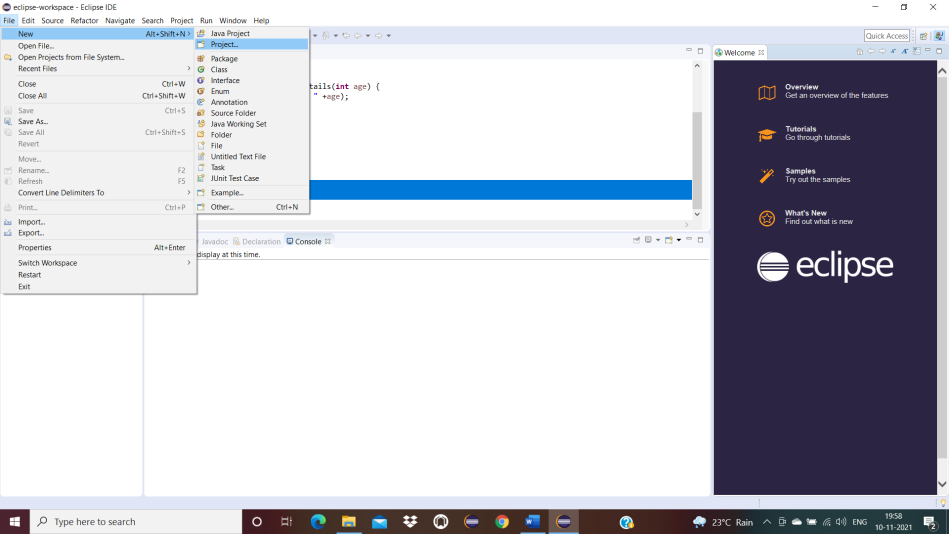 eclipse-workspace - Eclipse IDE
File Edit Source Refactor Navigate Search Project Run Window Help
New Alt+Shift+N >
Open File...
Open Projects from File System...
Recent Files >
Close Ctrl+W
Close All Ctrl+Shift+W
Save Ctrl+S
Save As...
Save All Ctrl+Shift+S
Revert
Move...
Rename... F2
Refresh F5
Convert Line Delimiters To >
Print... Ctrl+P
Import...
Export...
Properties Alt+Enter
Switch Workspace >
Restart
Exit
Java Project
Project...
Package
Class
Interface
Enum
Annotation
Source Folder
Java Working Set
Folder
File
Untitled Text File
Task
JUnit Test Case
Example...
Other... Ctrl+N
Quick Access
tails(int age) {
" +age);
Javadoc Declaration Console
display at this time.
Welcome
Overview
Get an overview of the features
Tutorials
Go through tutorials
Samples
Try out the samples
What's New
Find out what is new
eclipse
Type here to search
23°C Rain
ENG
19:58
10-11-2021
2